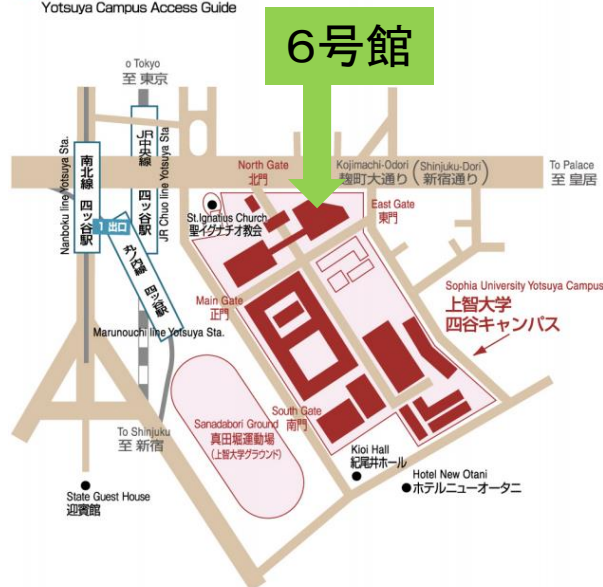 Yotsuya Campus Access Guide
6号館
o Tokyo
至 東京
南北線 四ッ谷駅
Nanboku line Yotsuya Sta.
JR中央線 四ッ谷駅
JR Chuo line Yotsuya Sta
1 出口
丸ノ内線 四ッ谷駅
Marunouchi line Yotsuya Sta.
North Gate
北門
Kojimachi-Odori (Shinjuku-Dori)
麹町大通り(新宿通り)
To Palace
至 皇居
East Gate
東門
St.Ignatius Church
聖イグナチオ教会
Main Gate
正門
Sophia University Yotsuya Campus
上智大学
四谷キャンパス
South Gate
南門
Sanadabori Ground
真田堀運動場
(上智大学グラウンド)
To Shinjuku
至 新宿
Kioi Hall
紀尾井ホール
Hotel New Otani
ホテルニューオータニ
State Guest House
迎賓館